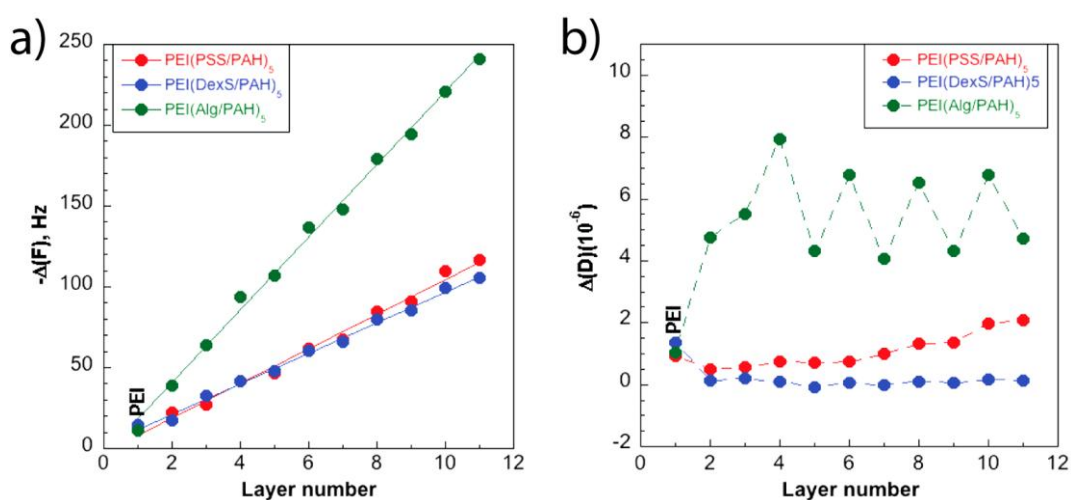 a)
250
200
150
100
50
0
-Δ(F), Hz
PEI(PSS/PAH)5
PEI(DexS/PAH)5
PEI(Alg/PAH)5
PEI
0 2 4 6 8 10 12
Layer number
b)
10
8
6
4
2
0
-2
Δ(D)(10-6)
PEI(PSS/PAH)5
PEI(DexS/PAH)5
PEI(Alg/PAH)5
PEI
0 2 4 6 8 10 12
Layer number